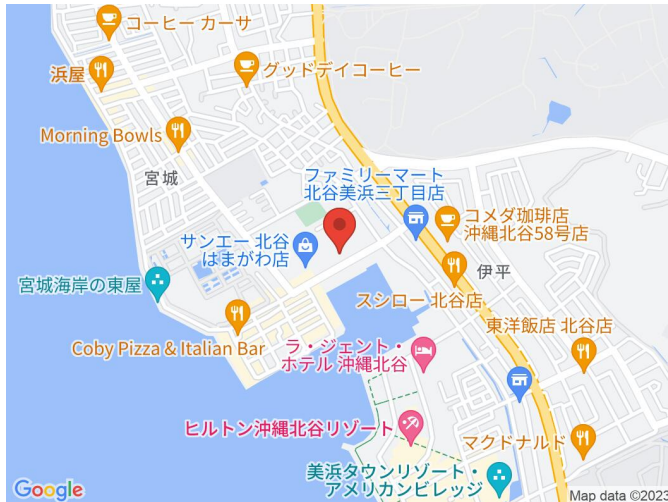 コーヒー カーサ
浜屋
グッドデイコーヒー
Morning Bowls
宮城
ファミリーマート
北谷美浜三丁目店
コメダ珈琲店
沖縄北谷58号店
サンエー 北谷
はまがわ店
伊平
宮城海岸の東屋
スシロー 北谷店
東洋飯店 北谷店
Coby Pizza & Italian Bar
ラ・ジェント・
ホテル 沖縄北谷
ヒルトン沖縄北谷リゾート
マクドナルド
美浜タウンリゾート・
アメリカンビレッジ
Google
Map data ©202